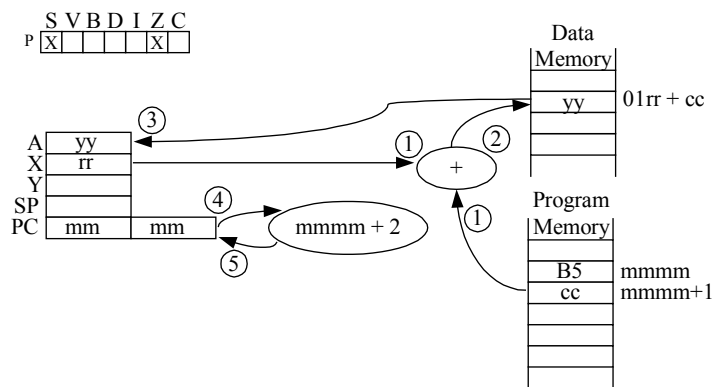 S V B D I Z C
P X X
Data
Memory
yy 01rr + cc
3
A yy
1 2
X rr
+
Y
SP
4
PC mm mm
mmmm + 2
5
1
Program
Memory
B5 mmmm
cc mmmm+1